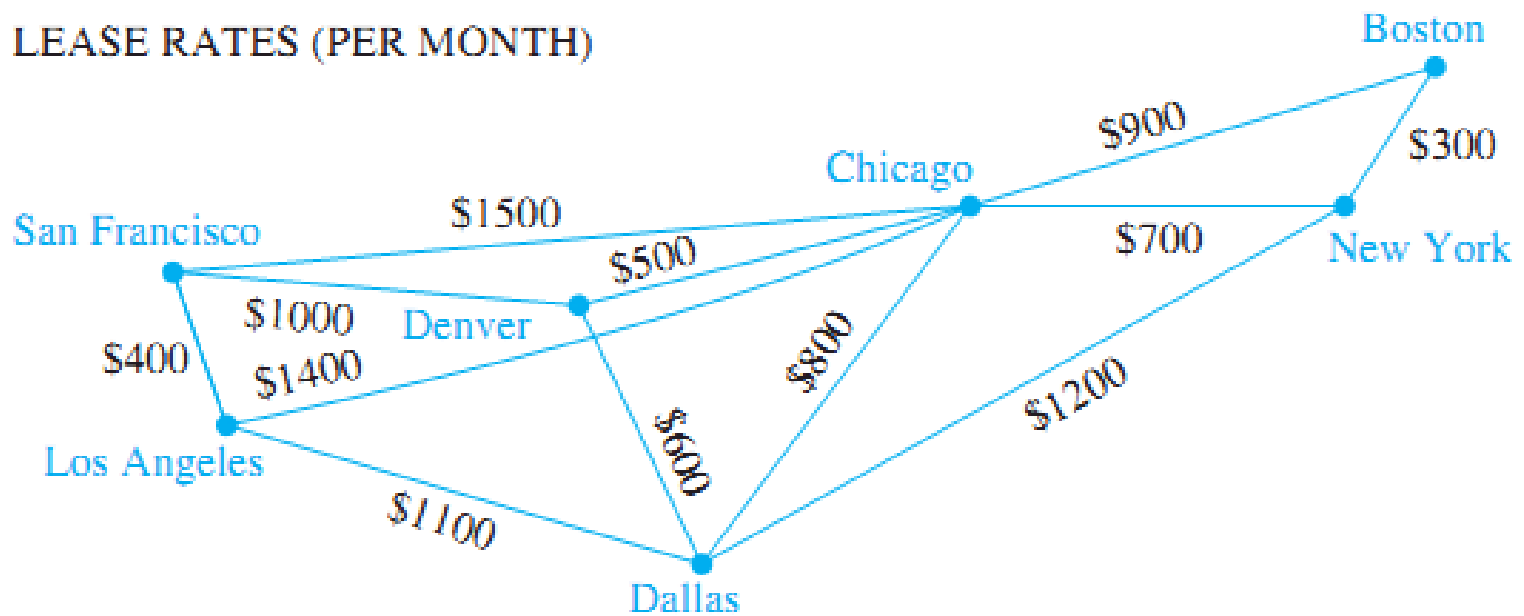 LEASE RATES (PER MONTH)
Boston
$900
$300
Chicago
$1500
San Francisco
$500
$700
New York
$1000
Denver
$400
$1400
$800
$1200
$600
Los Angeles
$1100
Dallas